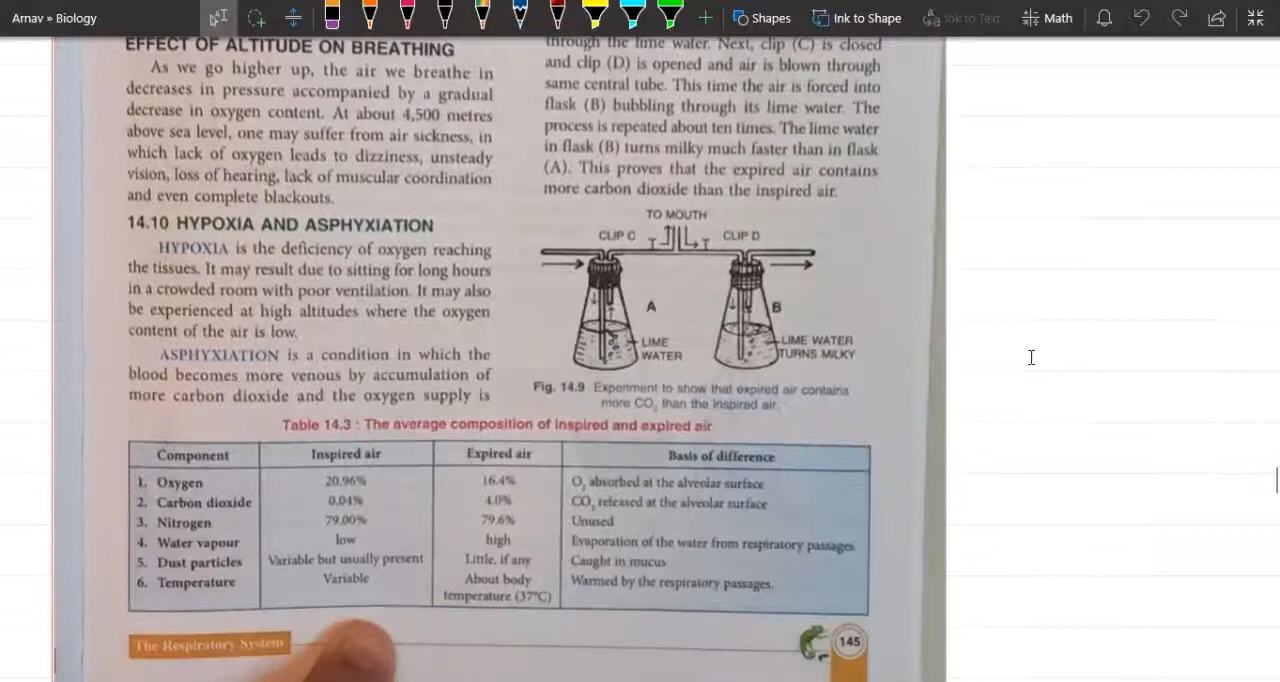 Arnav » Biology
Shapes
Ink to Shape
Ink to Text
Math
EFFECT OF ALTITUDE ON BREATHING
As we go higher up, the air we breathe in
decreases in pressure accompanied by a gradual
decrease in oxygen content. At about 4,500 metres
above sea level, one may suffer from air sickness, in
which lack of oxygen leads to dizziness, unsteady
vision, loss of hearing, lack of muscular coordination
and even complete blackouts.
14.10 HYPOXIA AND ASPHYXIATION
HYPOXIA is the deficiency of oxygen reaching
the tissues. It may result due to sitting for long hours
in a crowded room with poor ventilation. It may also
be experienced at high altitudes where the oxygen
content of the air is low.
ASPHYXIATION is a condition in which the
blood becomes more venous by accumulation of
more carbon dioxide and the oxygen supply is
through the lime water. Next, clip (C) is closed
and clip (D) is opened and air is blown through
same central tube. This time the air is forced into
flask (B) bubbling through its lime water. The
process is repeated about ten times. The lime water
in flask (B) turns milky much faster than in flask
(A). This proves that the expired air contains
more carbon dioxide than the inspired air.
TO MOUTH
CLIP C
CLIP D
A
B
LIME
WATER
LIME WATER
TURNS MILKY
Fig. 14.9 Experiment to show that expired air contains
more CO₂ than the inspired air.
Table 14.3 : The average composition of inspired and expired air
Component Inspired air Expired air Basis of difference
1. Oxygen 20.96% 16.4% O₂ absorbed at the alveolar surface
2. Carbon dioxide 0.04% 4.0% CO₂ released at the alveolar surface
3. Nitrogen 79.00% 79.6% Unused
4. Water vapour low high Evaporation of the water from respiratory passages
5. Dust particles Variable but usually present Little, if any Caught in mucus
6. Temperature Variable About body Warmed by the respiratory passages.
temperature (37°C)
The Respiratory System
145